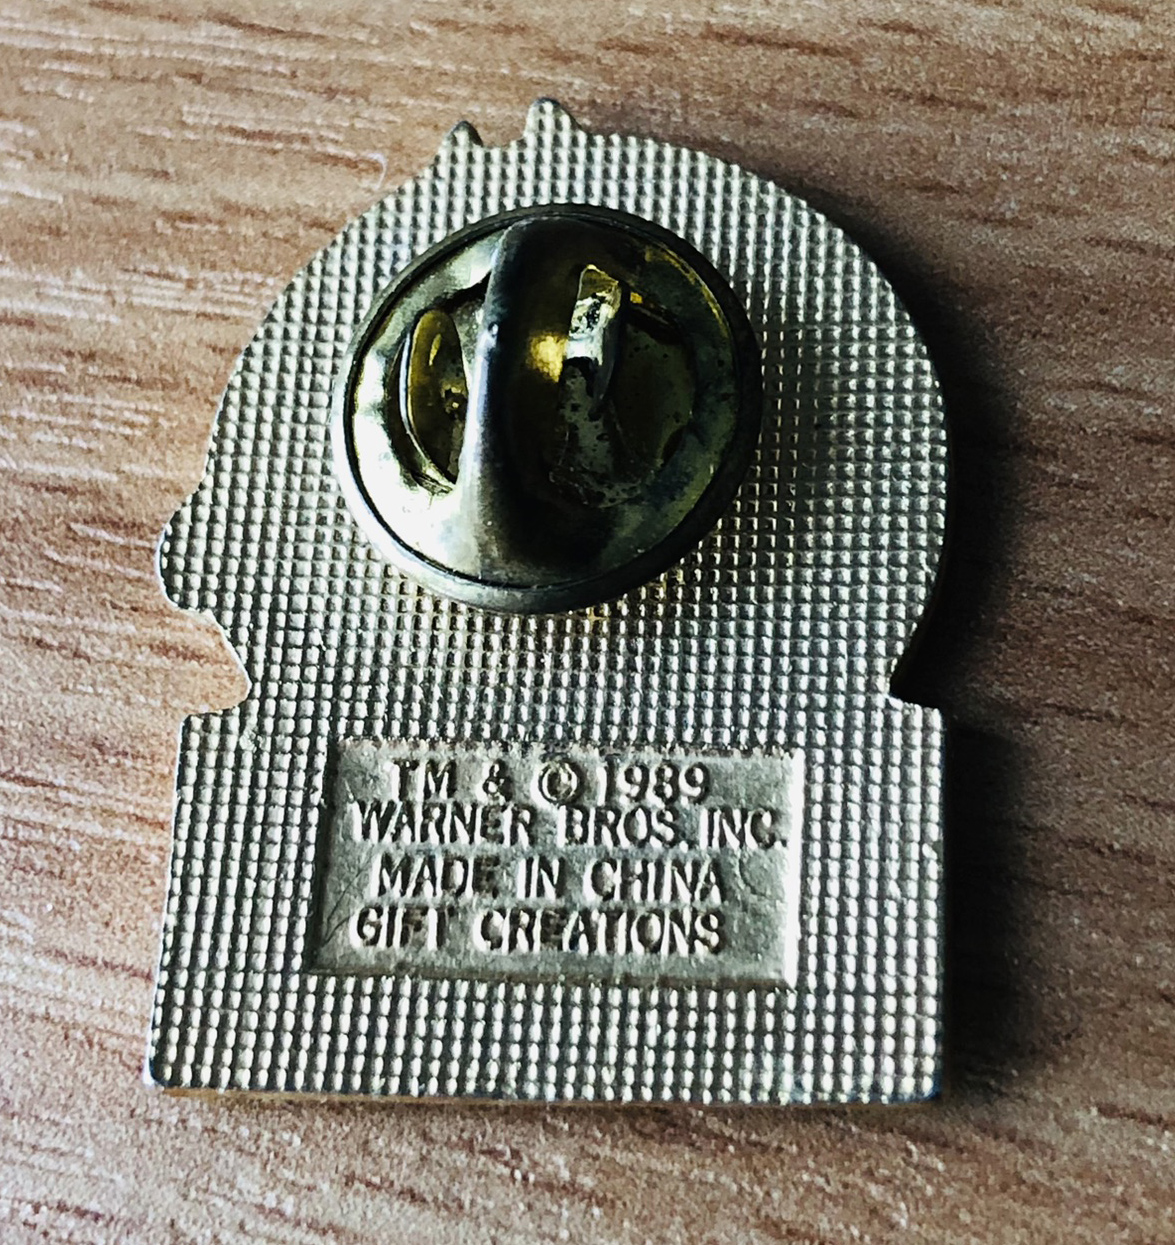 TM & © 1989
WARNER BROS. INC.
MADE IN CHINA
GIFT CREATIONS